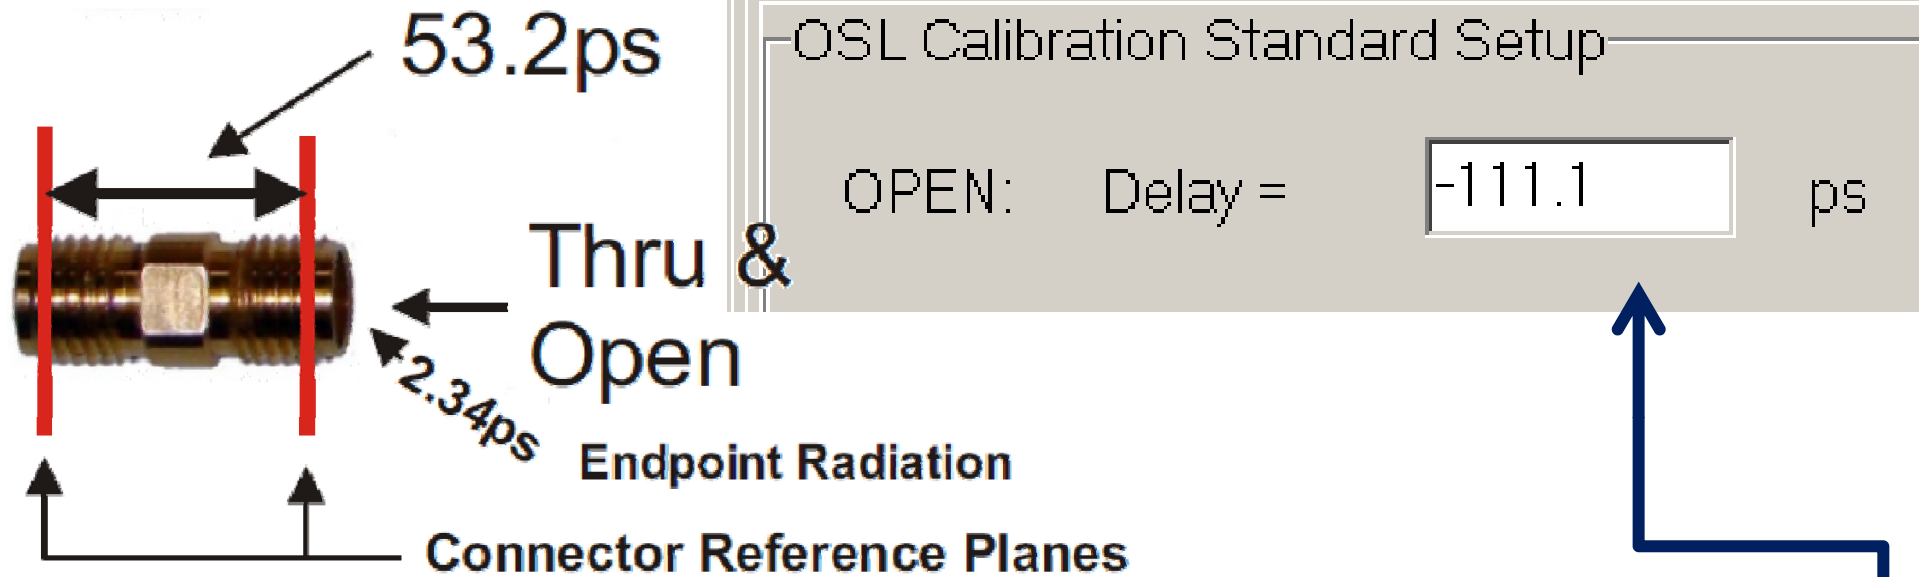 53.2ps
Thru &
Open
2.34ps
Endpoint Radiation
Connector Reference Planes
OSL Calibration Standard Setup
OPEN: Delay = -111.1 ps